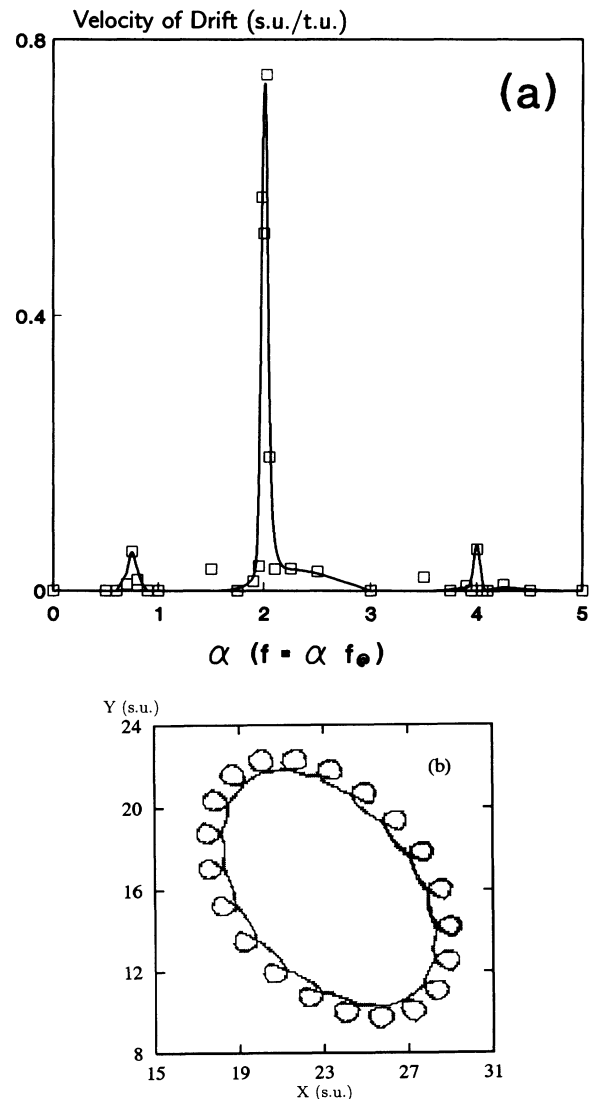 Velocity of Drift (s.u./t.u.)
0.8
(a)
0.4
0
0 1 2 3 4 5
α (f = α f@)
Y (s.u.)
24
(b)
20
16
12
8
15 19 23 27 31
X (s.u.)